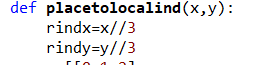 def placetolocalind(x,y):
    rindx=x//3
    rindy=y//3